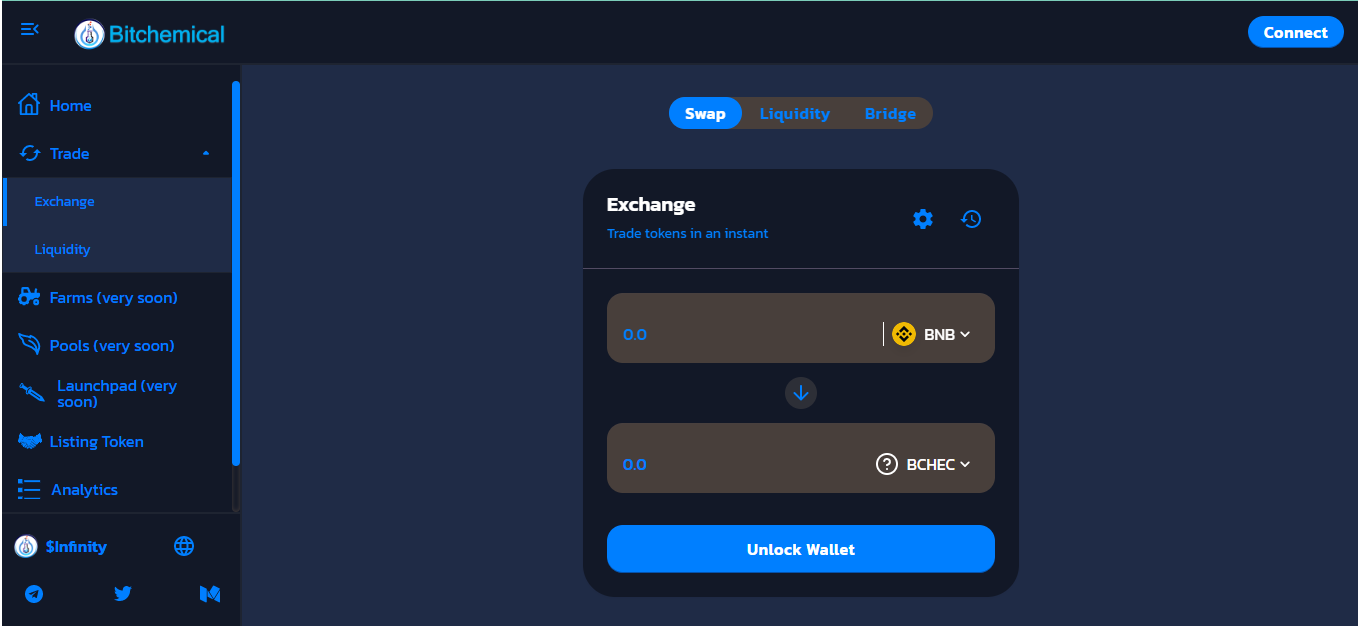 Bitchemical
Connect
Home
Trade
Exchange
Liquidity
Farms (very soon)
Pools (very soon)
Launchpad (very
soon)
Listing Token
Analytics
$Infinity
Swap
Liquidity
Bridge
Exchange
Trade tokens in an instant
0.0
BNB
0.0
BCHEC
Unlock Wallet